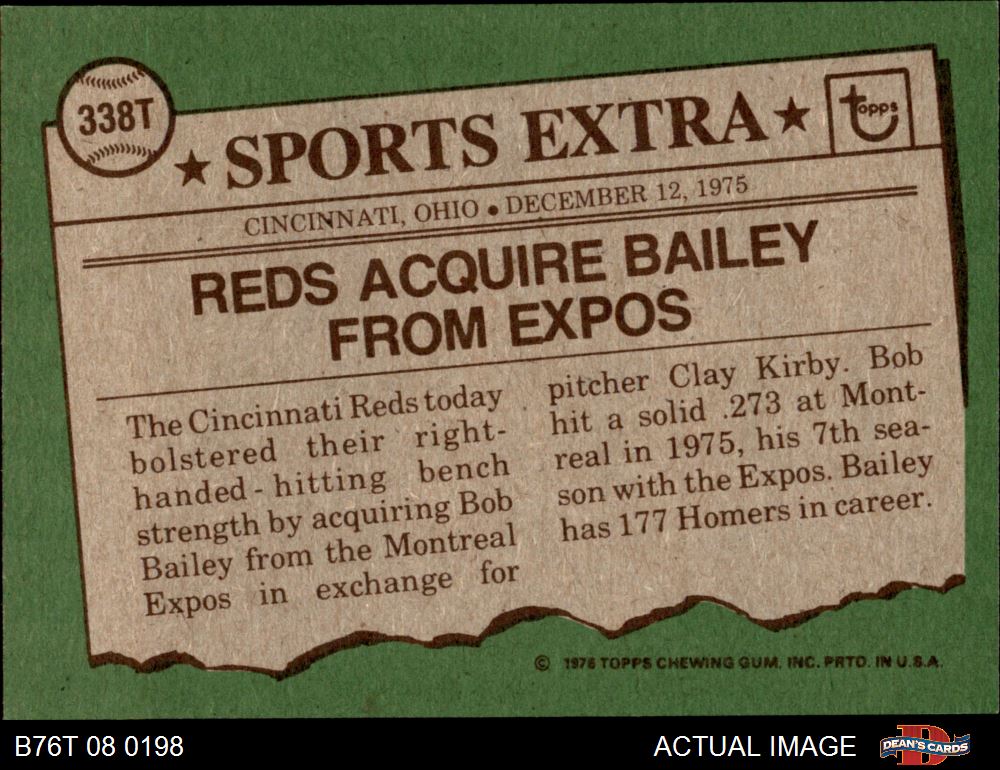 338T
★ SPORTS EXTRA ★
topps
CINCINNATI, OHIO • DECEMBER 12, 1975
REDS ACQUIRE BAILEY
FROM EXPOS
The Cincinnati Reds today
bolstered their right-
handed-hitting bench
strength by acquiring Bob
Bailey from the Montreal
Expos in exchange for
pitcher Clay Kirby. Bob
hit a solid .273 at Mont-
real in 1975, his 7th sea-
son with the Expos. Bailey
has 177 Homers in career.
© 1976 TOPPS CHEWING GUM, INC. PRTD. IN U.S.A.
B76T 08 0198
ACTUAL IMAGE
DEAN'S CARDS